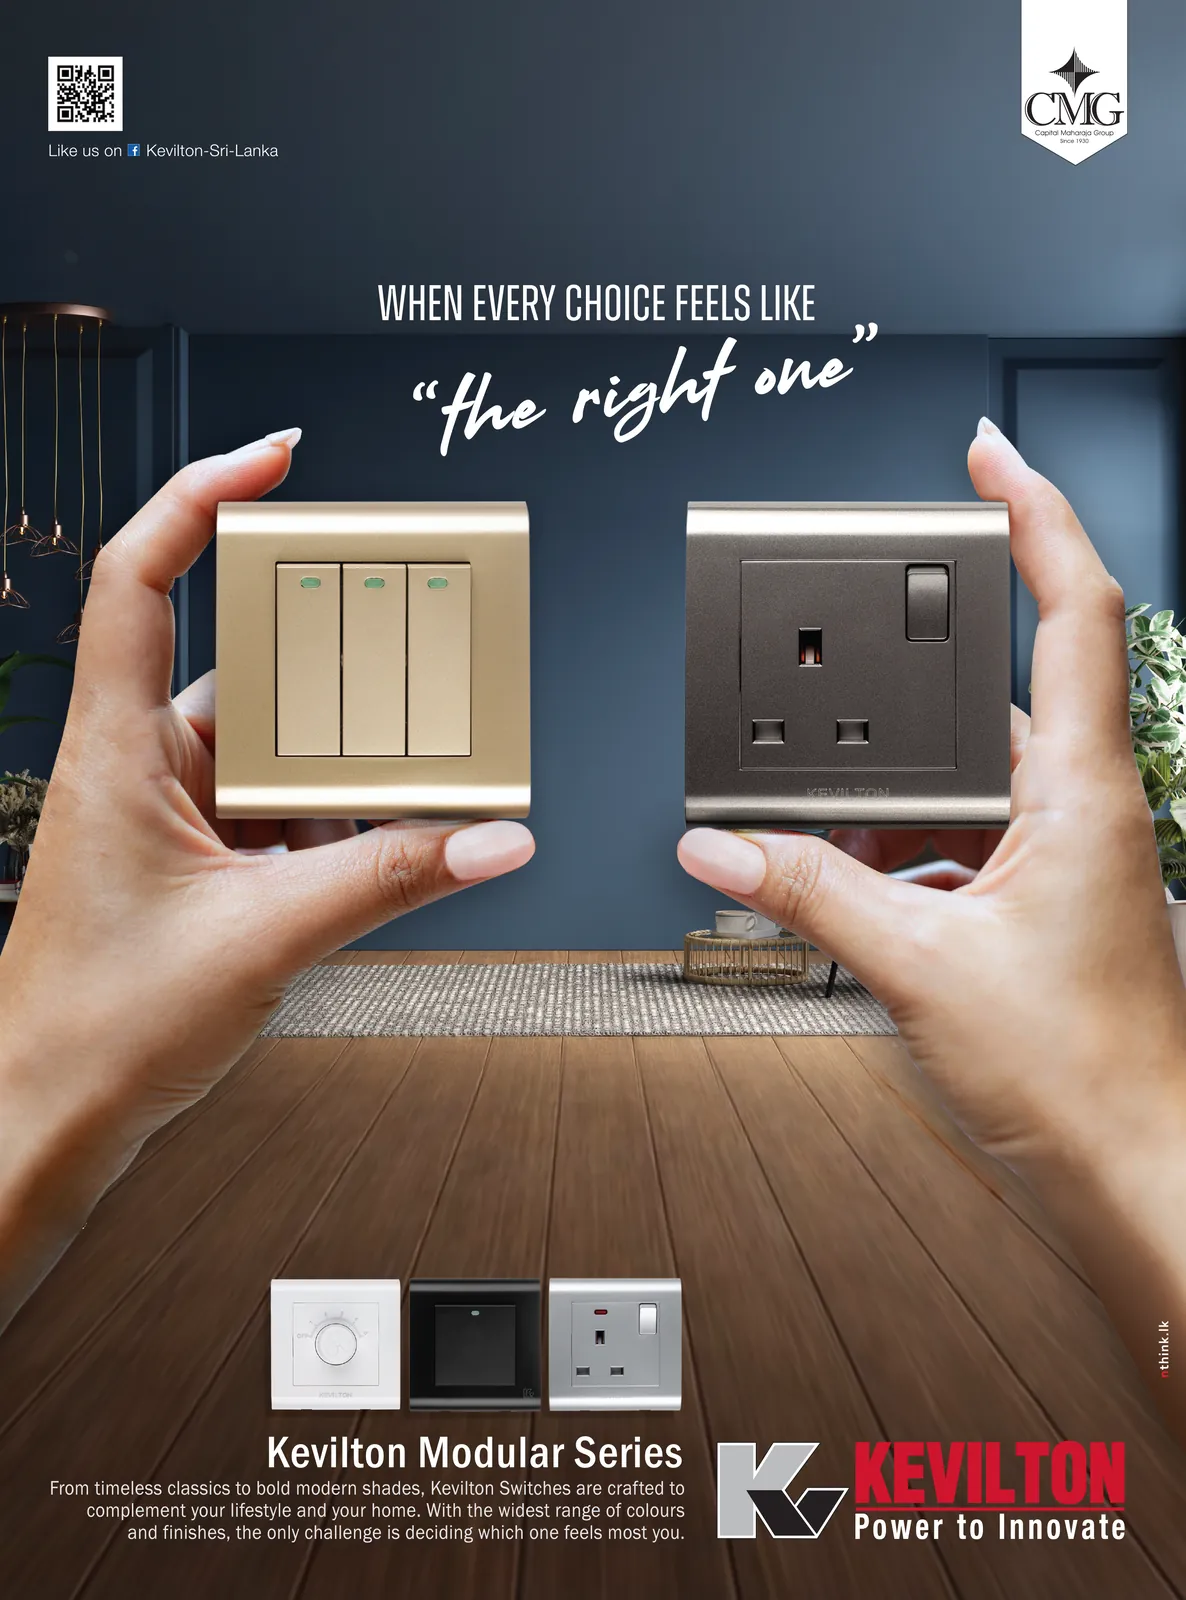 Like us on Kevilton-Sri-Lanka
CMG
Capital Maharaja Group
Since 1930
WHEN EVERY CHOICE FEELS LIKE
“the right one”
KEVILTON
OFF
KEVILTON
Kevilton Modular Series
From timeless classics to bold modern shades, Kevilton Switches are crafted to
complement your lifestyle and your home. With the widest range of colours
and finishes, the only challenge is deciding which one feels most you.
KEVILTON
Power to Innovate
nthink.lk